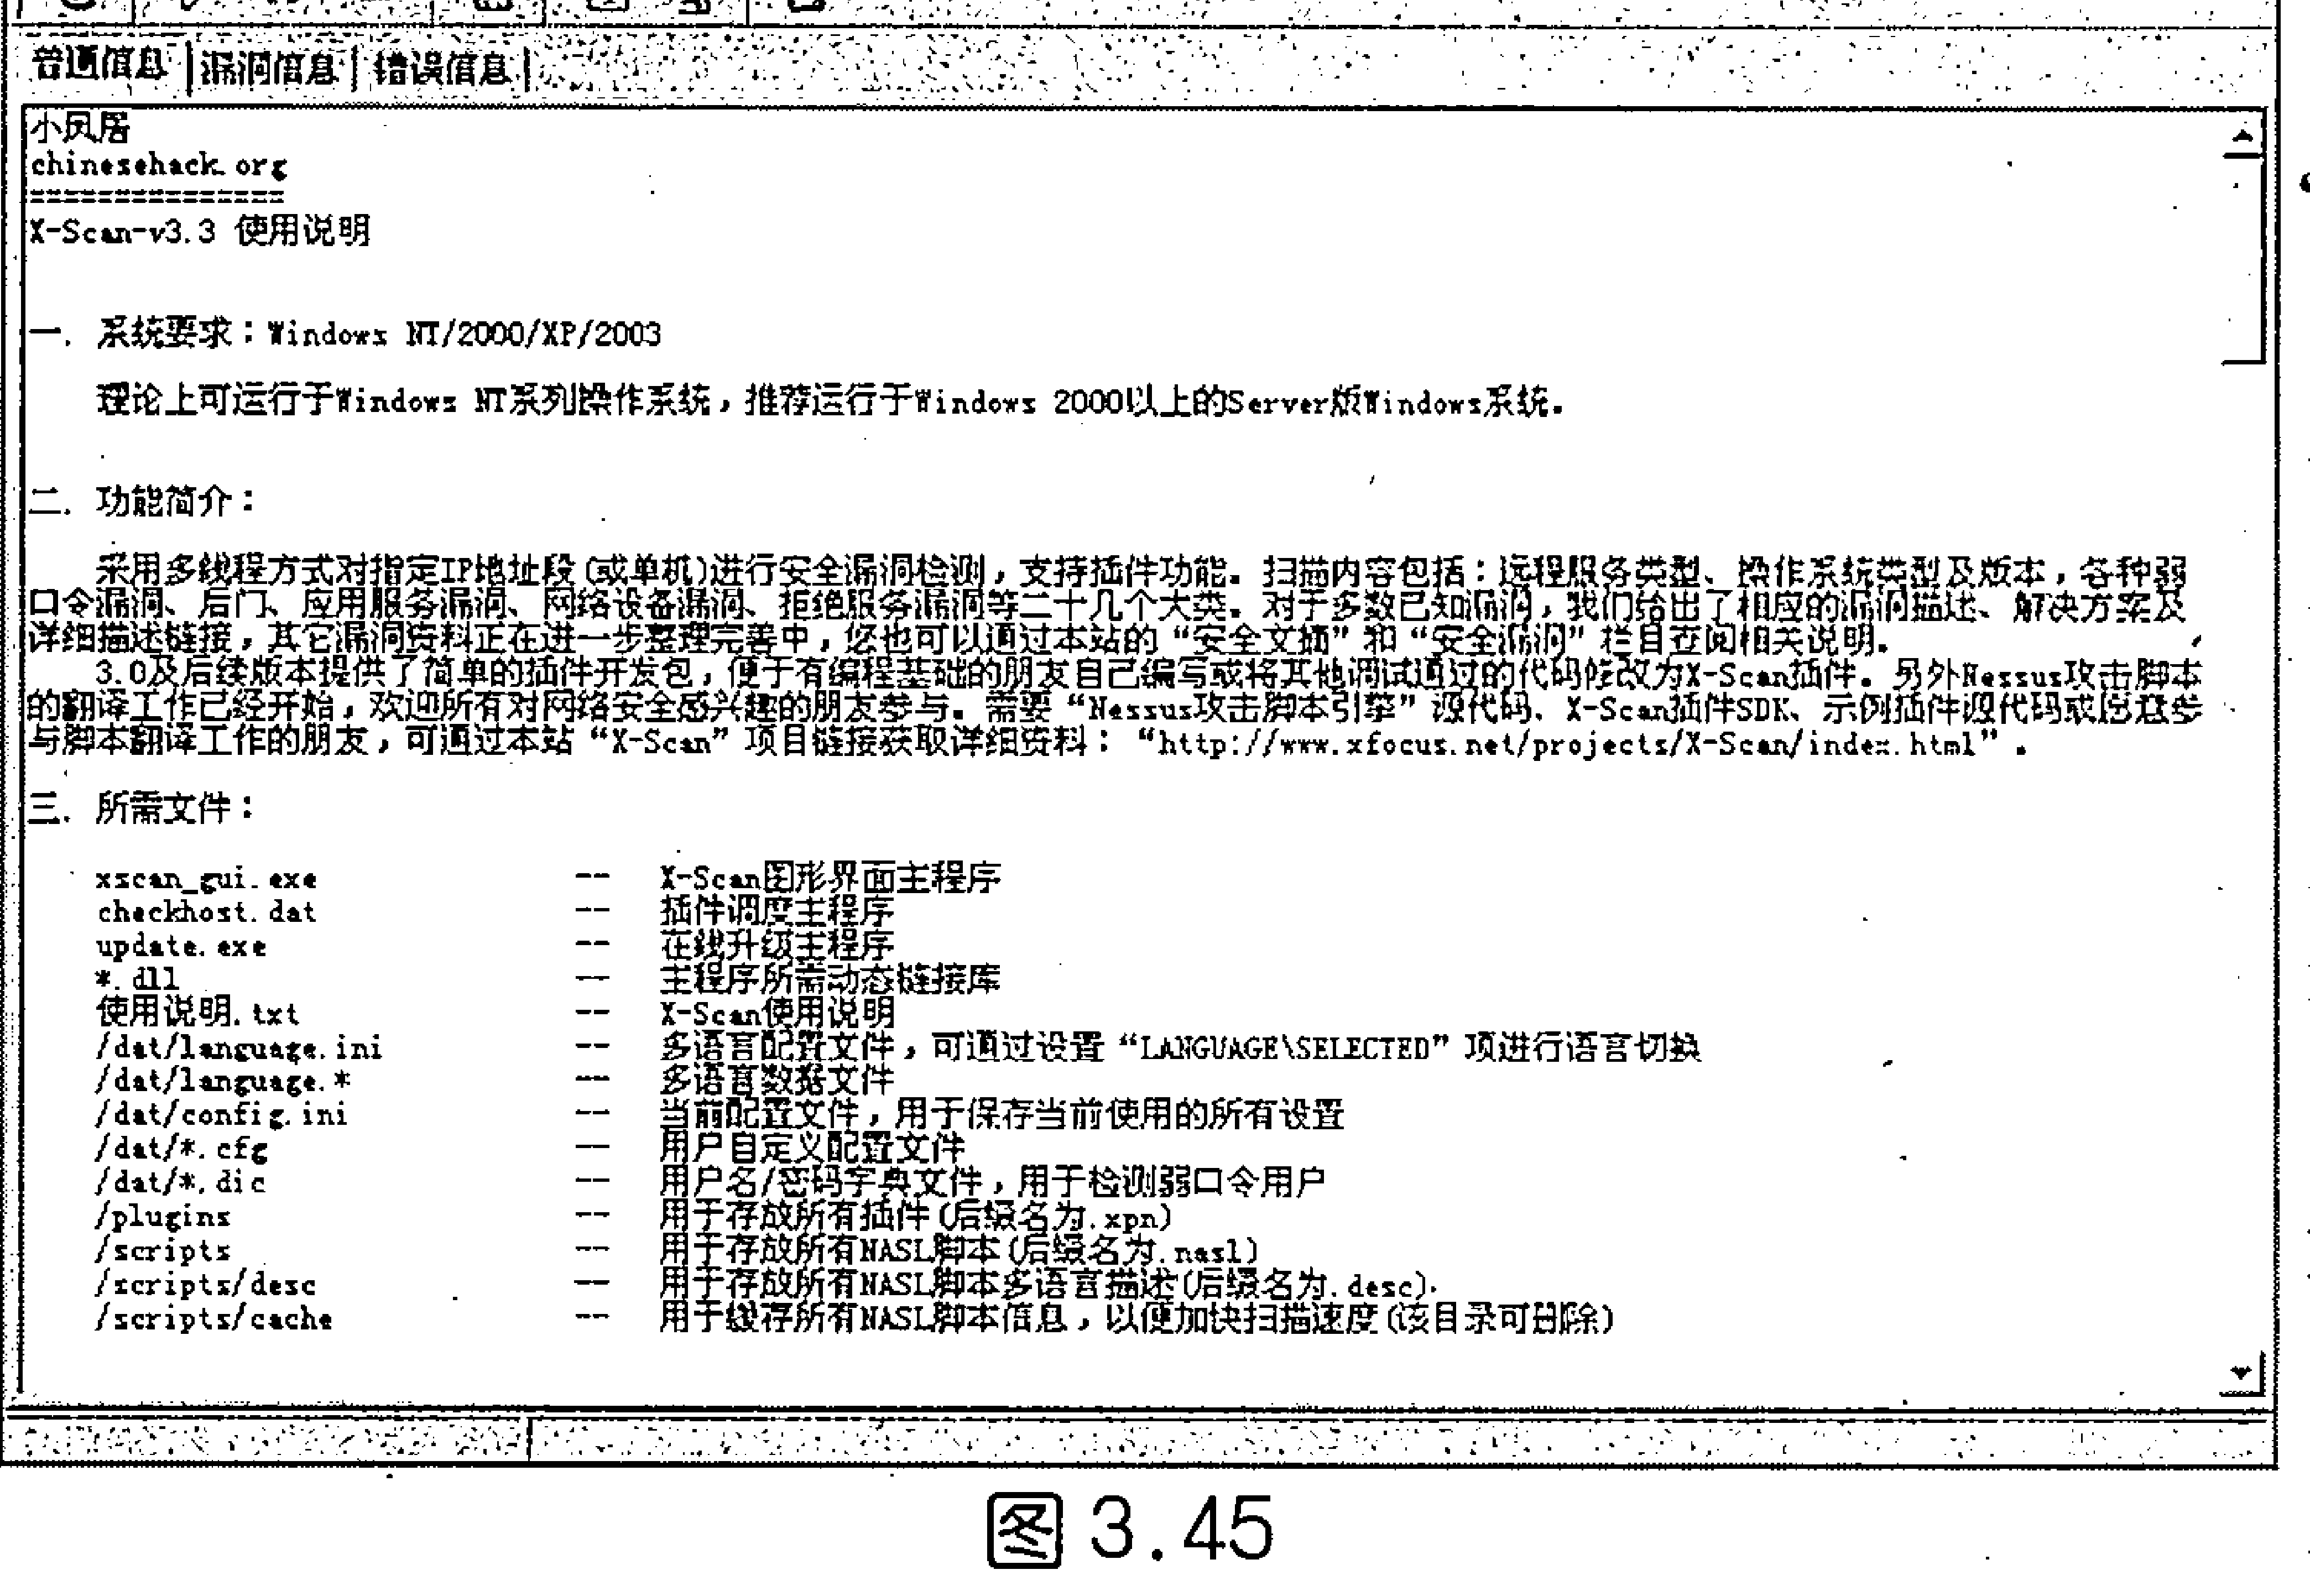 普通信息 漏洞信息 错误信息
小凤居
chinesehack.org
===============
X-Scan-v3.3 使用说明
一. 系统要求：Windows NT/2000/XP/2003
理论上可运行于Windows NT系列操作系统，推荐运行于Windows 2000以上的Server版Windows系统。
二. 功能简介：
采用多线程方式对指定IP地址段(或单机)进行安全漏洞检测，支持插件功能。扫描内容包括：远程服务类型、操作系统类型及版本，各种弱
口令漏洞、后门、应用服务漏洞、网络设备漏洞、拒绝服务漏洞等二十几个大类。对于多数已知漏洞，我们给出了相应的漏洞描述、解决方案及
详细描述链接，其它漏洞资料正在进一步整理完善中，您也可以通过本站的“安全文摘”和“安全漏洞”栏目查阅相关说明。
3.0及后续版本提供了简单的插件开发包，便于有编程基础的朋友自己编写或将其他调试通过的代码修改为X-Scan插件。另外Nessus攻击脚本
的翻译工作已经开始，欢迎所有对网络安全感兴趣的朋友参与。需要“Nessus攻击脚本引擎”源代码、X-Scan插件SDK、示例插件源代码或愿意参
与脚本翻译工作的朋友，可通过本站“X-Scan”项目链接获取详细资料：“http://www.xfocus.net/projects/X-Scan/index.html”。
三. 所需文件：
xscan_gui.exe -- X-Scan图形界面主程序
checkhost.dat -- 插件调度主程序
update.exe -- 在线升级主程序
*.dll -- 主程序所需动态链接库
使用说明.txt -- X-Scan使用说明
/dat/language.ini -- 多语言配置文件，可通过设置“LANGUAGE\SELECTED”项进行语言切换
/dat/language.* -- 多语言数据文件
/dat/config.ini -- 当前配置文件，用于保存当前使用的所有设置
/dat/*.cfg -- 用户自定义配置文件
/dat/*.dic -- 用户名/密码字典文件，用于检测弱口令用户
/plugins -- 用于存放所有插件(后缀名为.xpn)
/scripts -- 用于存放所有NASL脚本(后缀名为.nasl)
/scripts/desc -- 用于存放所有NASL脚本多语言描述(后缀名为.desc)
/scripts/cache -- 用于缓存所有NASL脚本信息，以便加快扫描速度(该目录可删除)
图 3.45